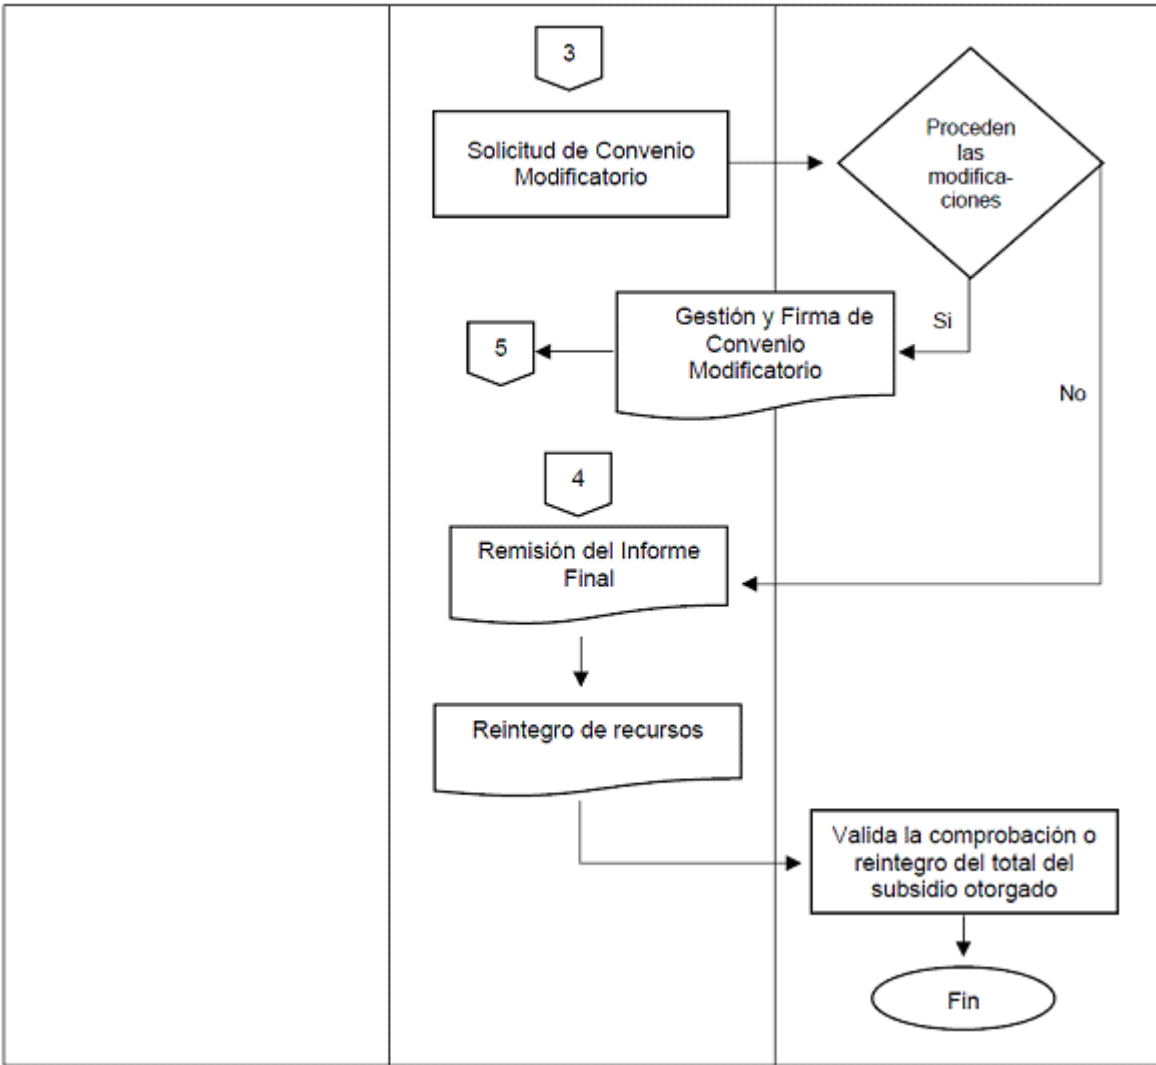 3
Solicitud de Convenio
Modificatorio
Proceden
las
modifica-
ciones
Gestión y Firma de
Convenio
Modificatorio
Si
5
No
4
Remisión del Informe
Final
Reintegro de recursos
Valida la comprobación o
reintegro del total del
subsidio otorgado
Fin